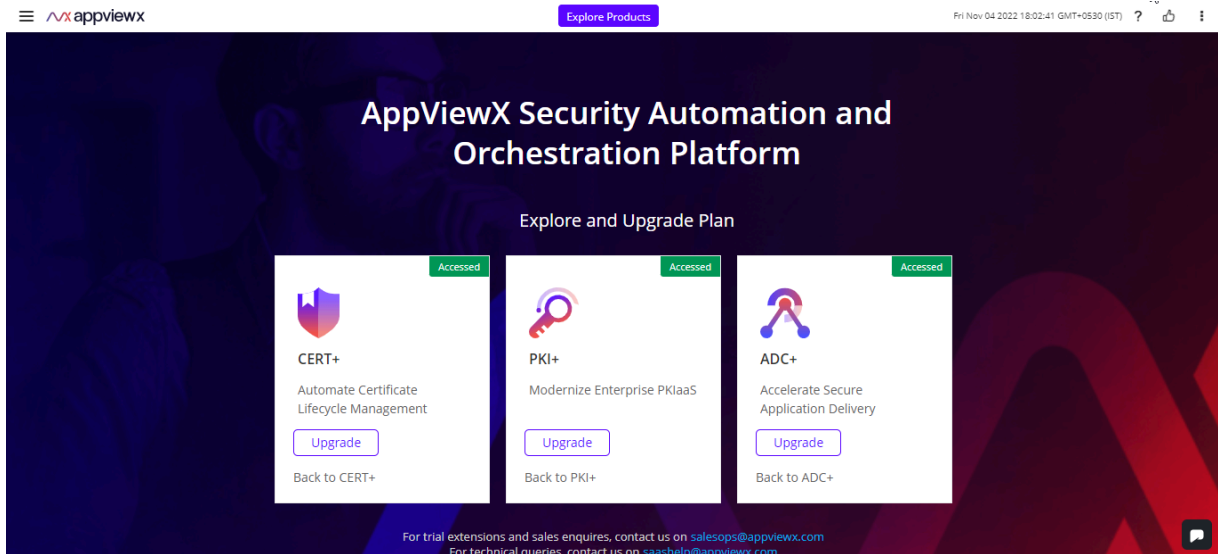 appviewx
Explore Products
Fri Nov 04 2022 18:02:41 GMT+0530 (IST) ?
AppViewX Security Automation and
Orchestration Platform
Explore and Upgrade Plan
Accessed
CERT+
Automate Certificate
Lifecycle Management
Upgrade
Back to CERT+
Accessed
PKI+
Modernize Enterprise PKIaaS
Upgrade
Back to PKI+
Accessed
ADC+
Accelerate Secure
Application Delivery
Upgrade
Back to ADC+
For trial extensions and sales enquires, contact us on salesops@appviewx.com
For technical queries, contact us on saashelp@appviewx.com